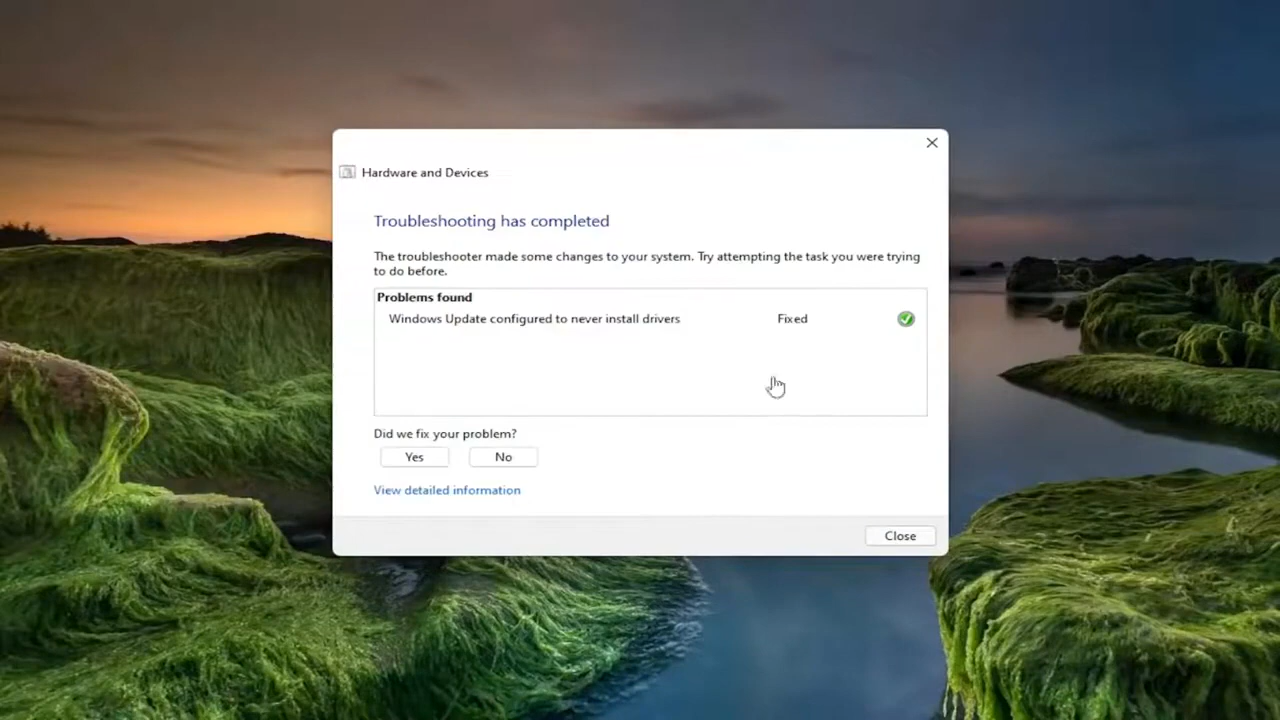 Hardware and Devices
Troubleshooting has completed
The troubleshooter made some changes to your system. Try attempting the task you were trying
to do before.
Problems found
Windows Update configured to never install drivers Fixed
Did we fix your problem?
Yes No
View detailed information
Close